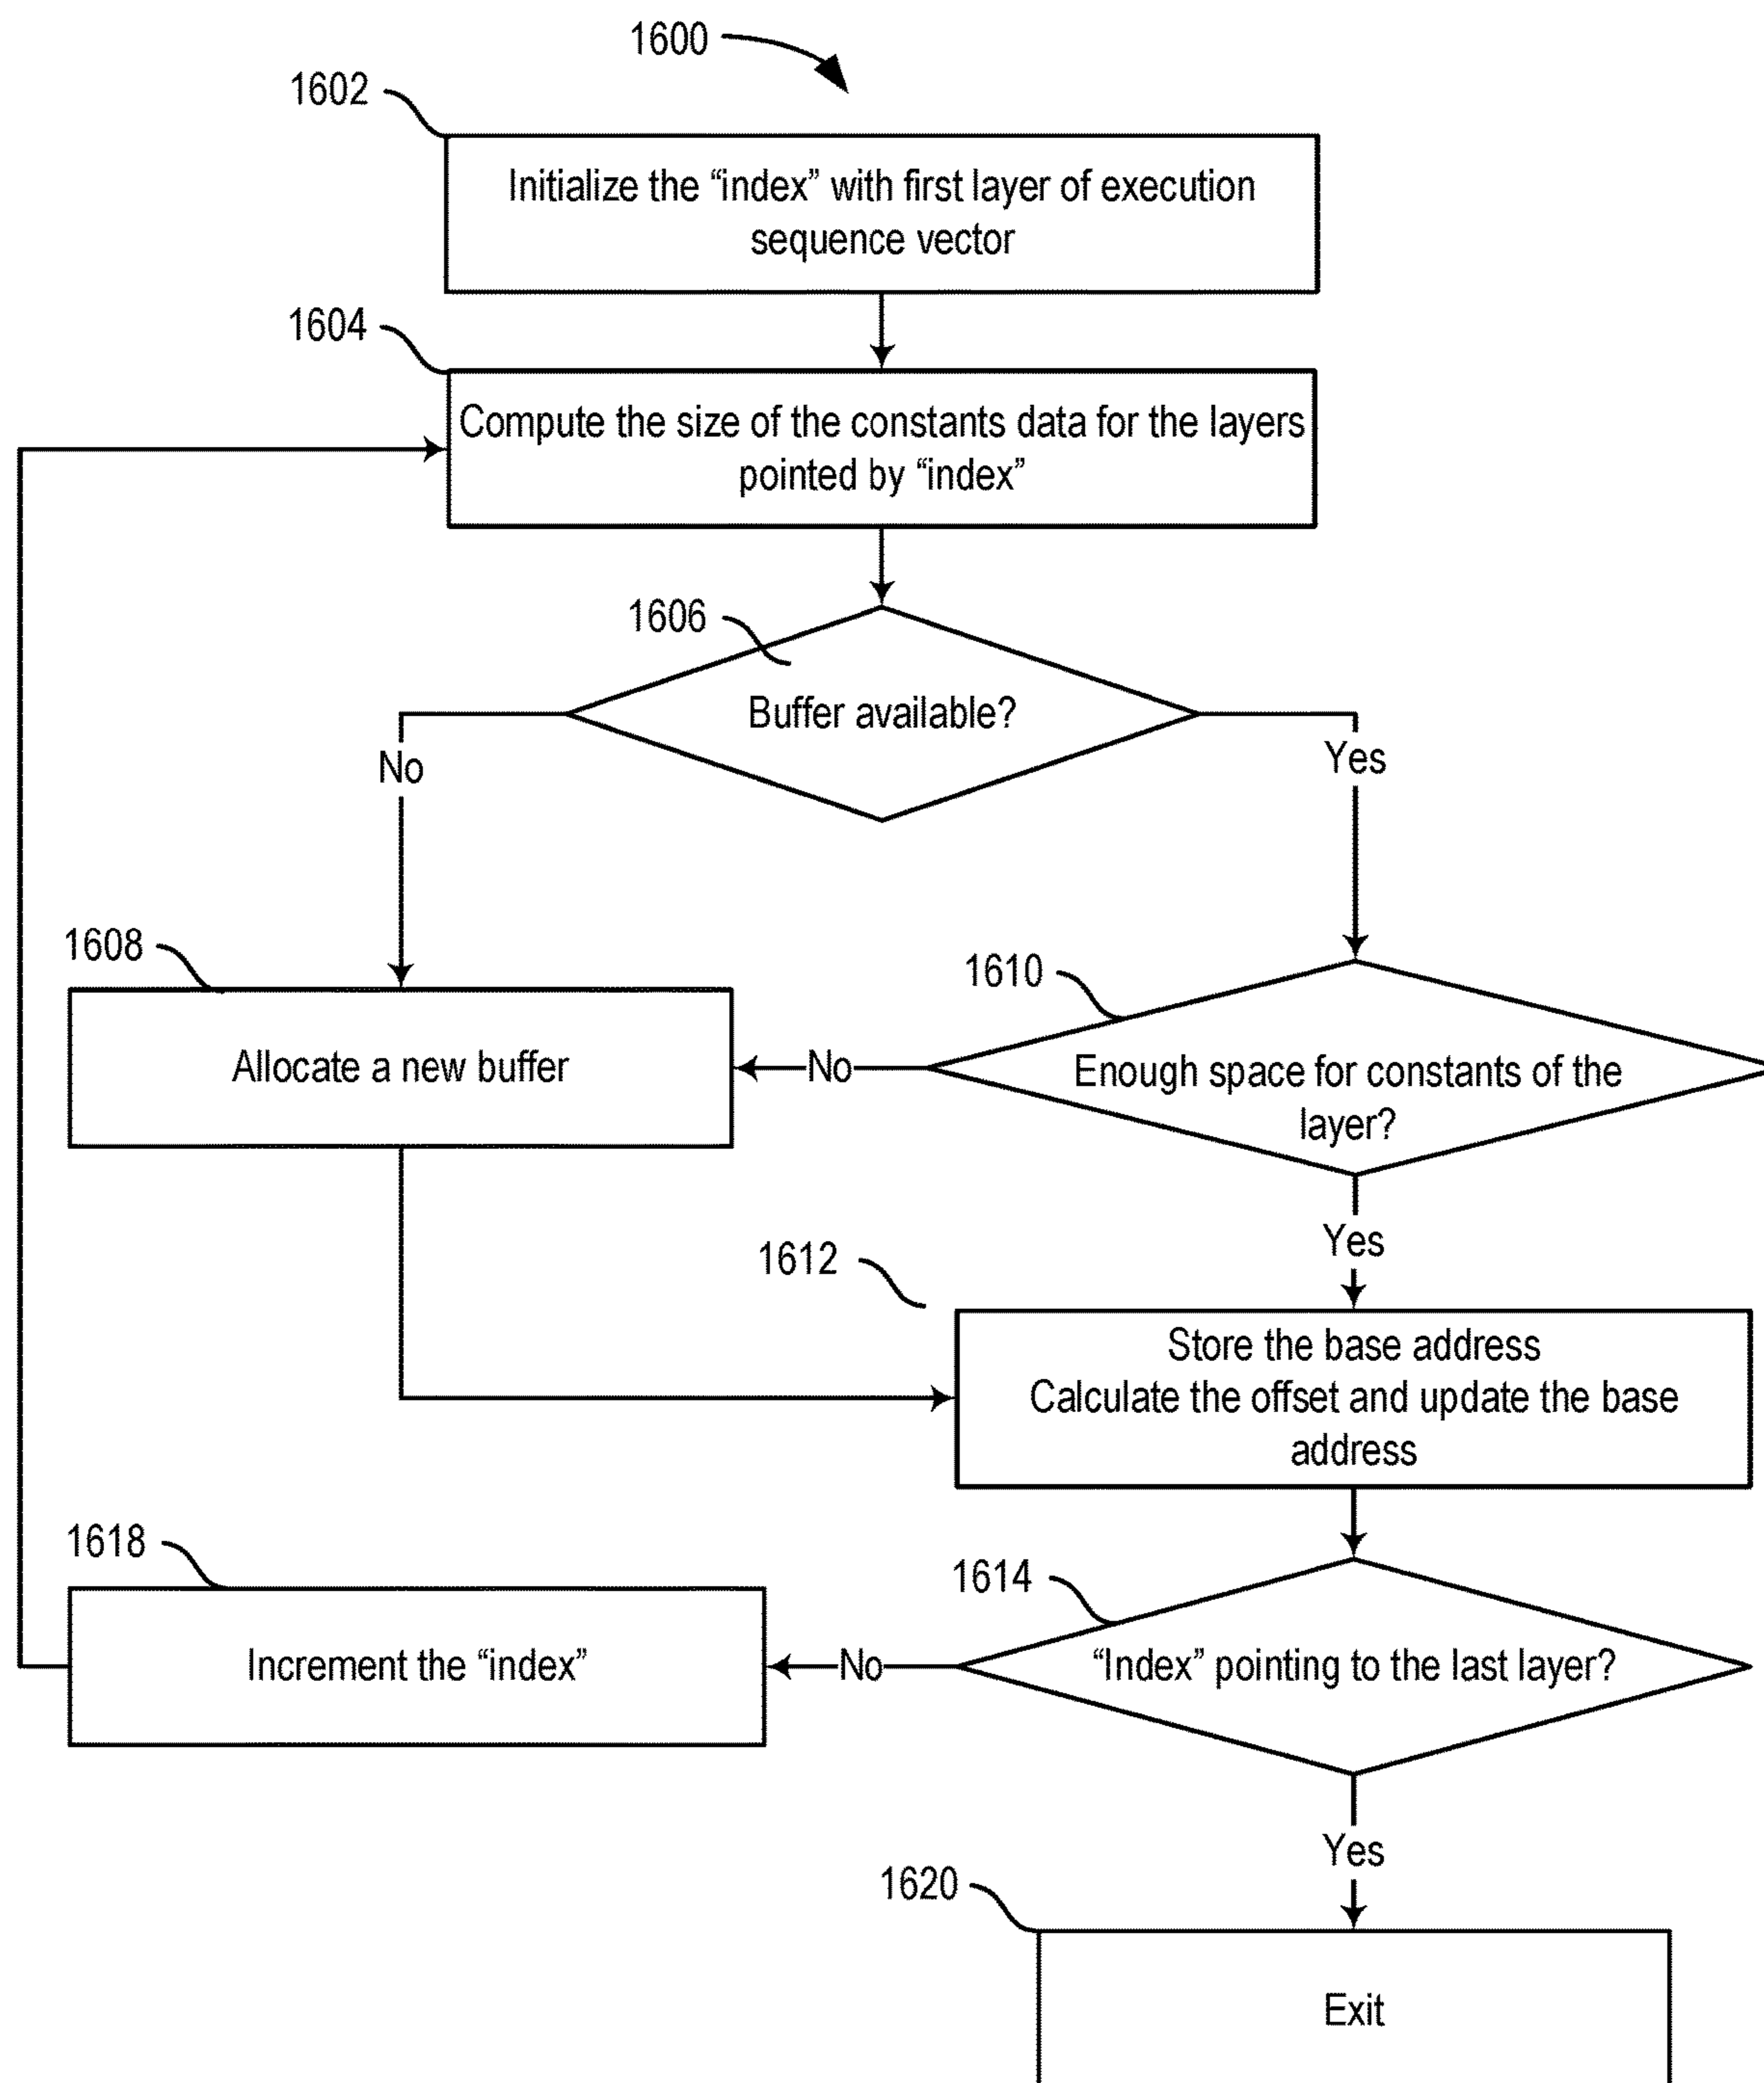 1600
1602
Initialize the “index” with first layer of execution
sequence vector
1604
Compute the size of the constants data for the layers
pointed by “index”
1606
Buffer available?
No
Yes
1608
Allocate a new buffer
1610
No
Enough space for constants of the
layer?
Yes
1612
Store the base address
Calculate the offset and update the base
address
1618
Increment the “index”
1614
No
“Index” pointing to the last layer?
Yes
1620
Exit